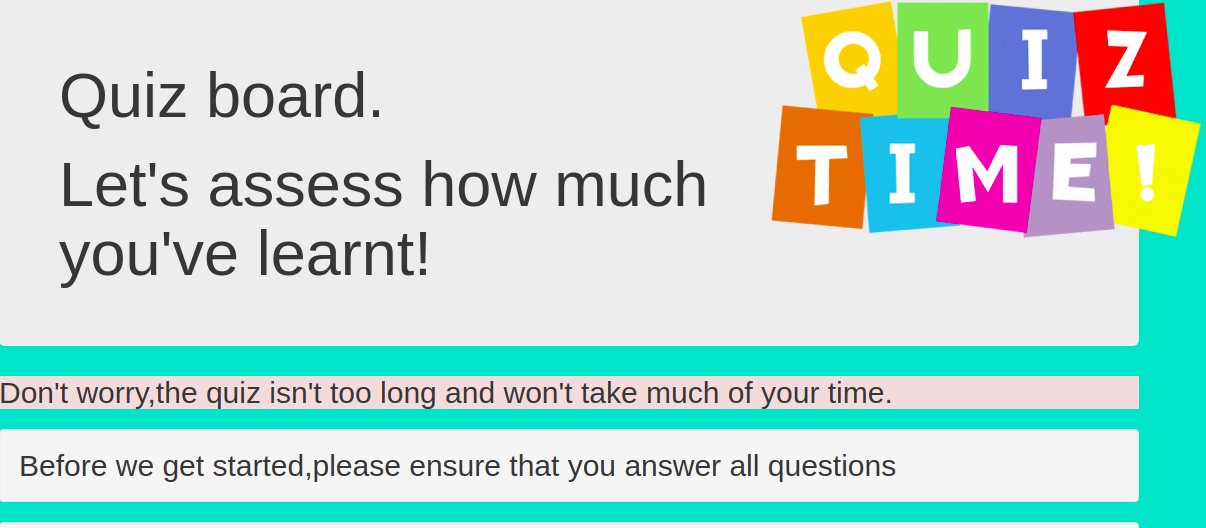 QUIZ
TIME!
Quiz board.
Let's assess how much
you've learnt!
Don't worry,the quiz isn't too long and won't take much of your time.
Before we get started,please ensure that you answer all questions